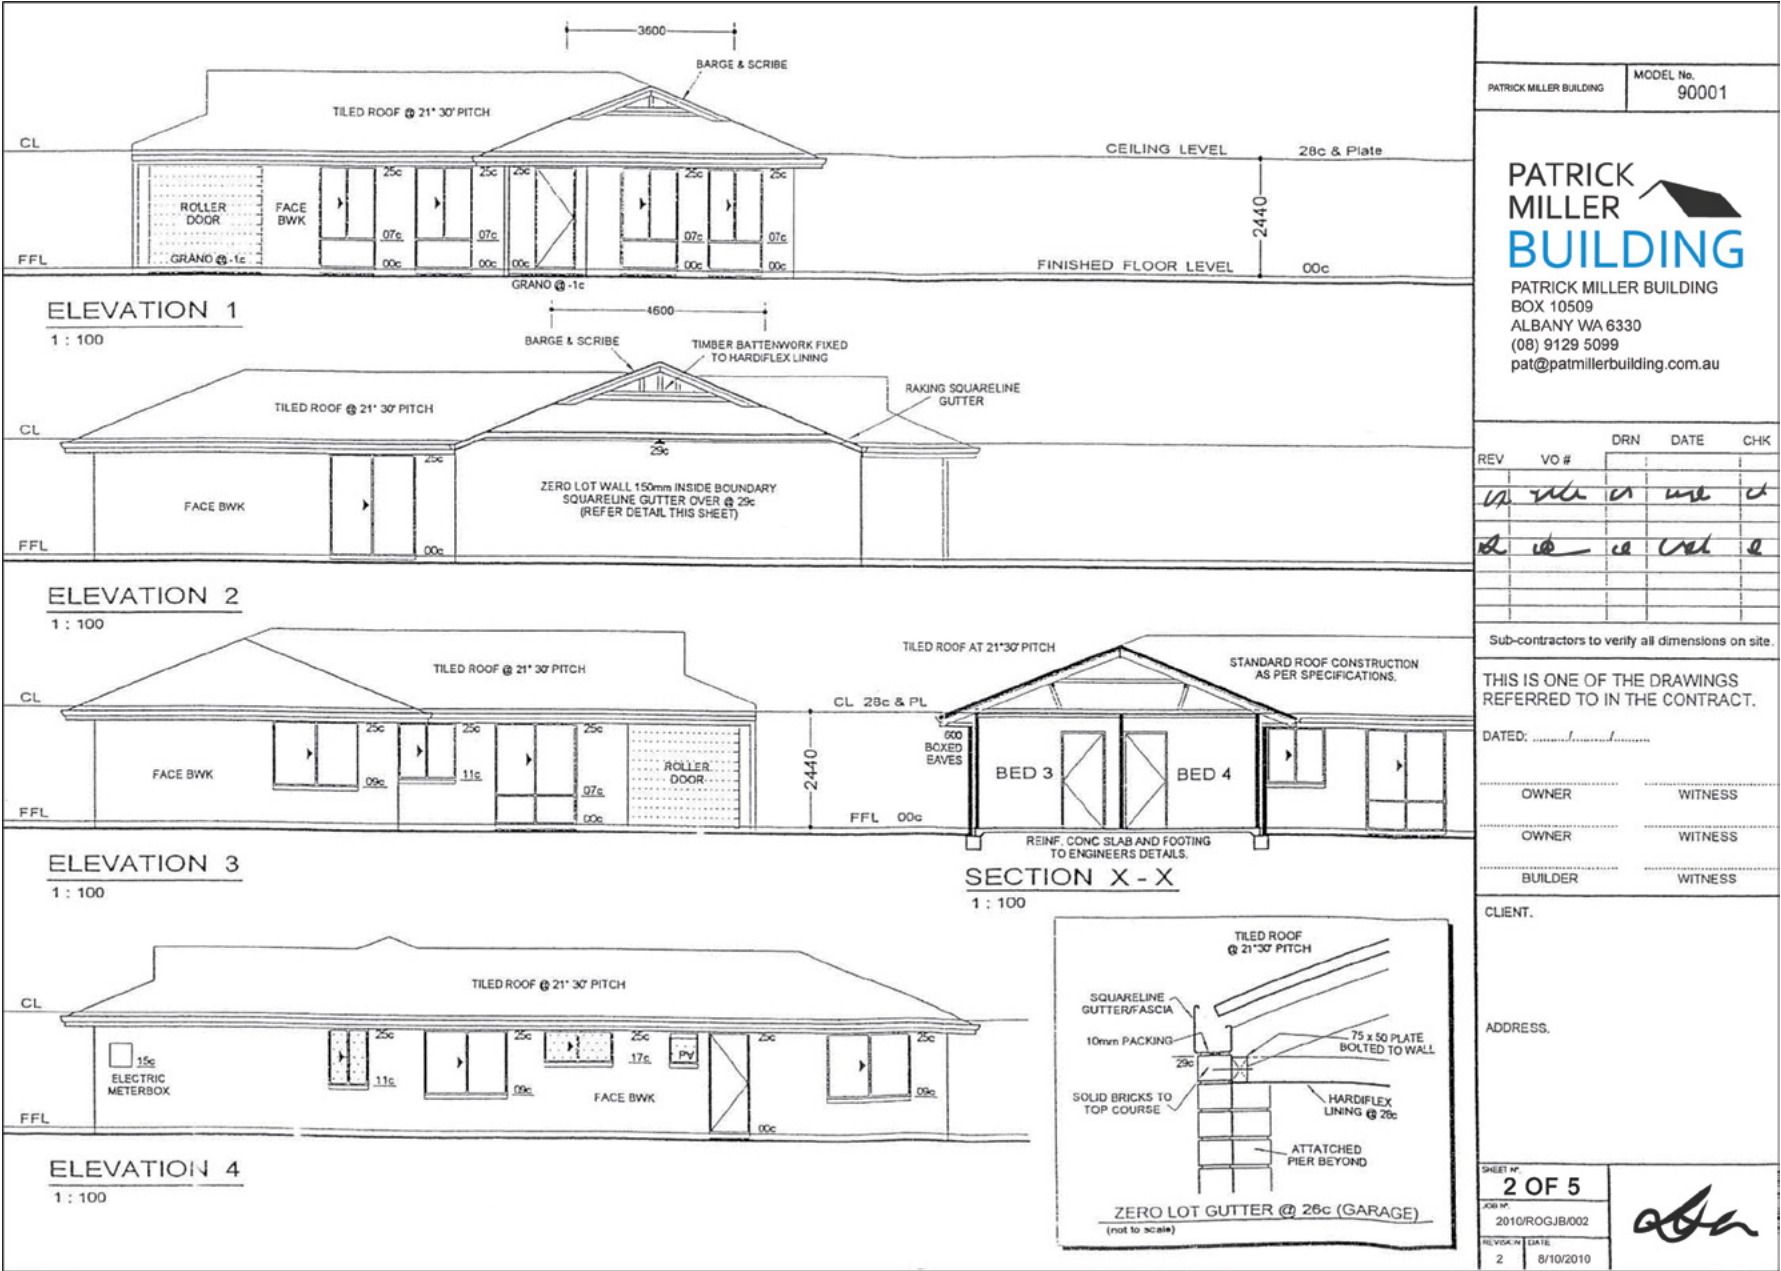 3600
BARGE & SCRIBE
TILED ROOF @ 21° 30' PITCH
CL
CEILING LEVEL
28c & Plate
25c
25c
25c
25c
25c
ROLLER
DOOR
FACE
BWK
2440
07c
07c
07c
07c
FFL
GRANO @ -1c
00c
00c
00c
00c
00c
FINISHED FLOOR LEVEL
00c
GRANO @ -1c
ELEVATION 1
1 : 100
4600
BARGE & SCRIBE
TIMBER BATTENWORK FIXED
TO HARDIFLEX LINING
TILED ROOF @ 21° 30' PITCH
RAKING SQUARELINE
GUTTER
CL
29c
25c
ZERO LOT WALL 150mm INSIDE BOUNDARY
SQUARELINE GUTTER OVER @ 29c
(REFER DETAIL THIS SHEET)
FACE BWK
FFL
00c
ELEVATION 2
1 : 100
TILED ROOF @ 21° 30' PITCH
CL
25c
25c
25c
FACE BWK
09c
11c
ROLLER
DOOR
07c
00c
FFL
2440
ELEVATION 3
1 : 100
TILED ROOF AT 21°30' PITCH
STANDARD ROOF CONSTRUCTION
AS PER SPECIFICATIONS.
CL 28c & PL
600
BOXED
EAVES
BED 3
BED 4
FFL 00c
REINF. CONC SLAB AND FOOTING
TO ENGINEERS DETAILS.
SECTION X - X
1 : 100
TILED ROOF @ 21° 30' PITCH
CL
15c
ELECTRIC
METERBOX
25c
11c
25c
09c
25c
17c
PV
FACE BWK
25c
00c
25c
09c
FFL
ELEVATION 4
1 : 100
TILED ROOF
@ 21°30' PITCH
SQUARELINE
GUTTER/FASCIA
10mm PACKING
75 x 50 PLATE
BOLTED TO WALL
29c
SOLID BRICKS TO
TOP COURSE
HARDIFLEX
LINING @ 28c
ATTATCHED
PIER BEYOND
ZERO LOT GUTTER @ 26c (GARAGE)
(not to scale)
PATRICK MILLER BUILDING
MODEL No.
90001
PATRICK
MILLER
BUILDING
PATRICK MILLER BUILDING
BOX 10509
ALBANY WA 6330
(08) 9129 5099
pat@patmillerbuilding.com.au
DRN DATE CHK
REV VO #
Sub-contractors to verify all dimensions on site.
THIS IS ONE OF THE DRAWINGS
REFERRED TO IN THE CONTRACT.
DATED: ........./........./.........
OWNER WITNESS
OWNER WITNESS
BUILDER WITNESS
CLIENT.
ADDRESS.
SHEET Nº.
2 OF 5
JOB Nº.
2010/ROGJB/002
REVISION DATE
2 8/10/2010